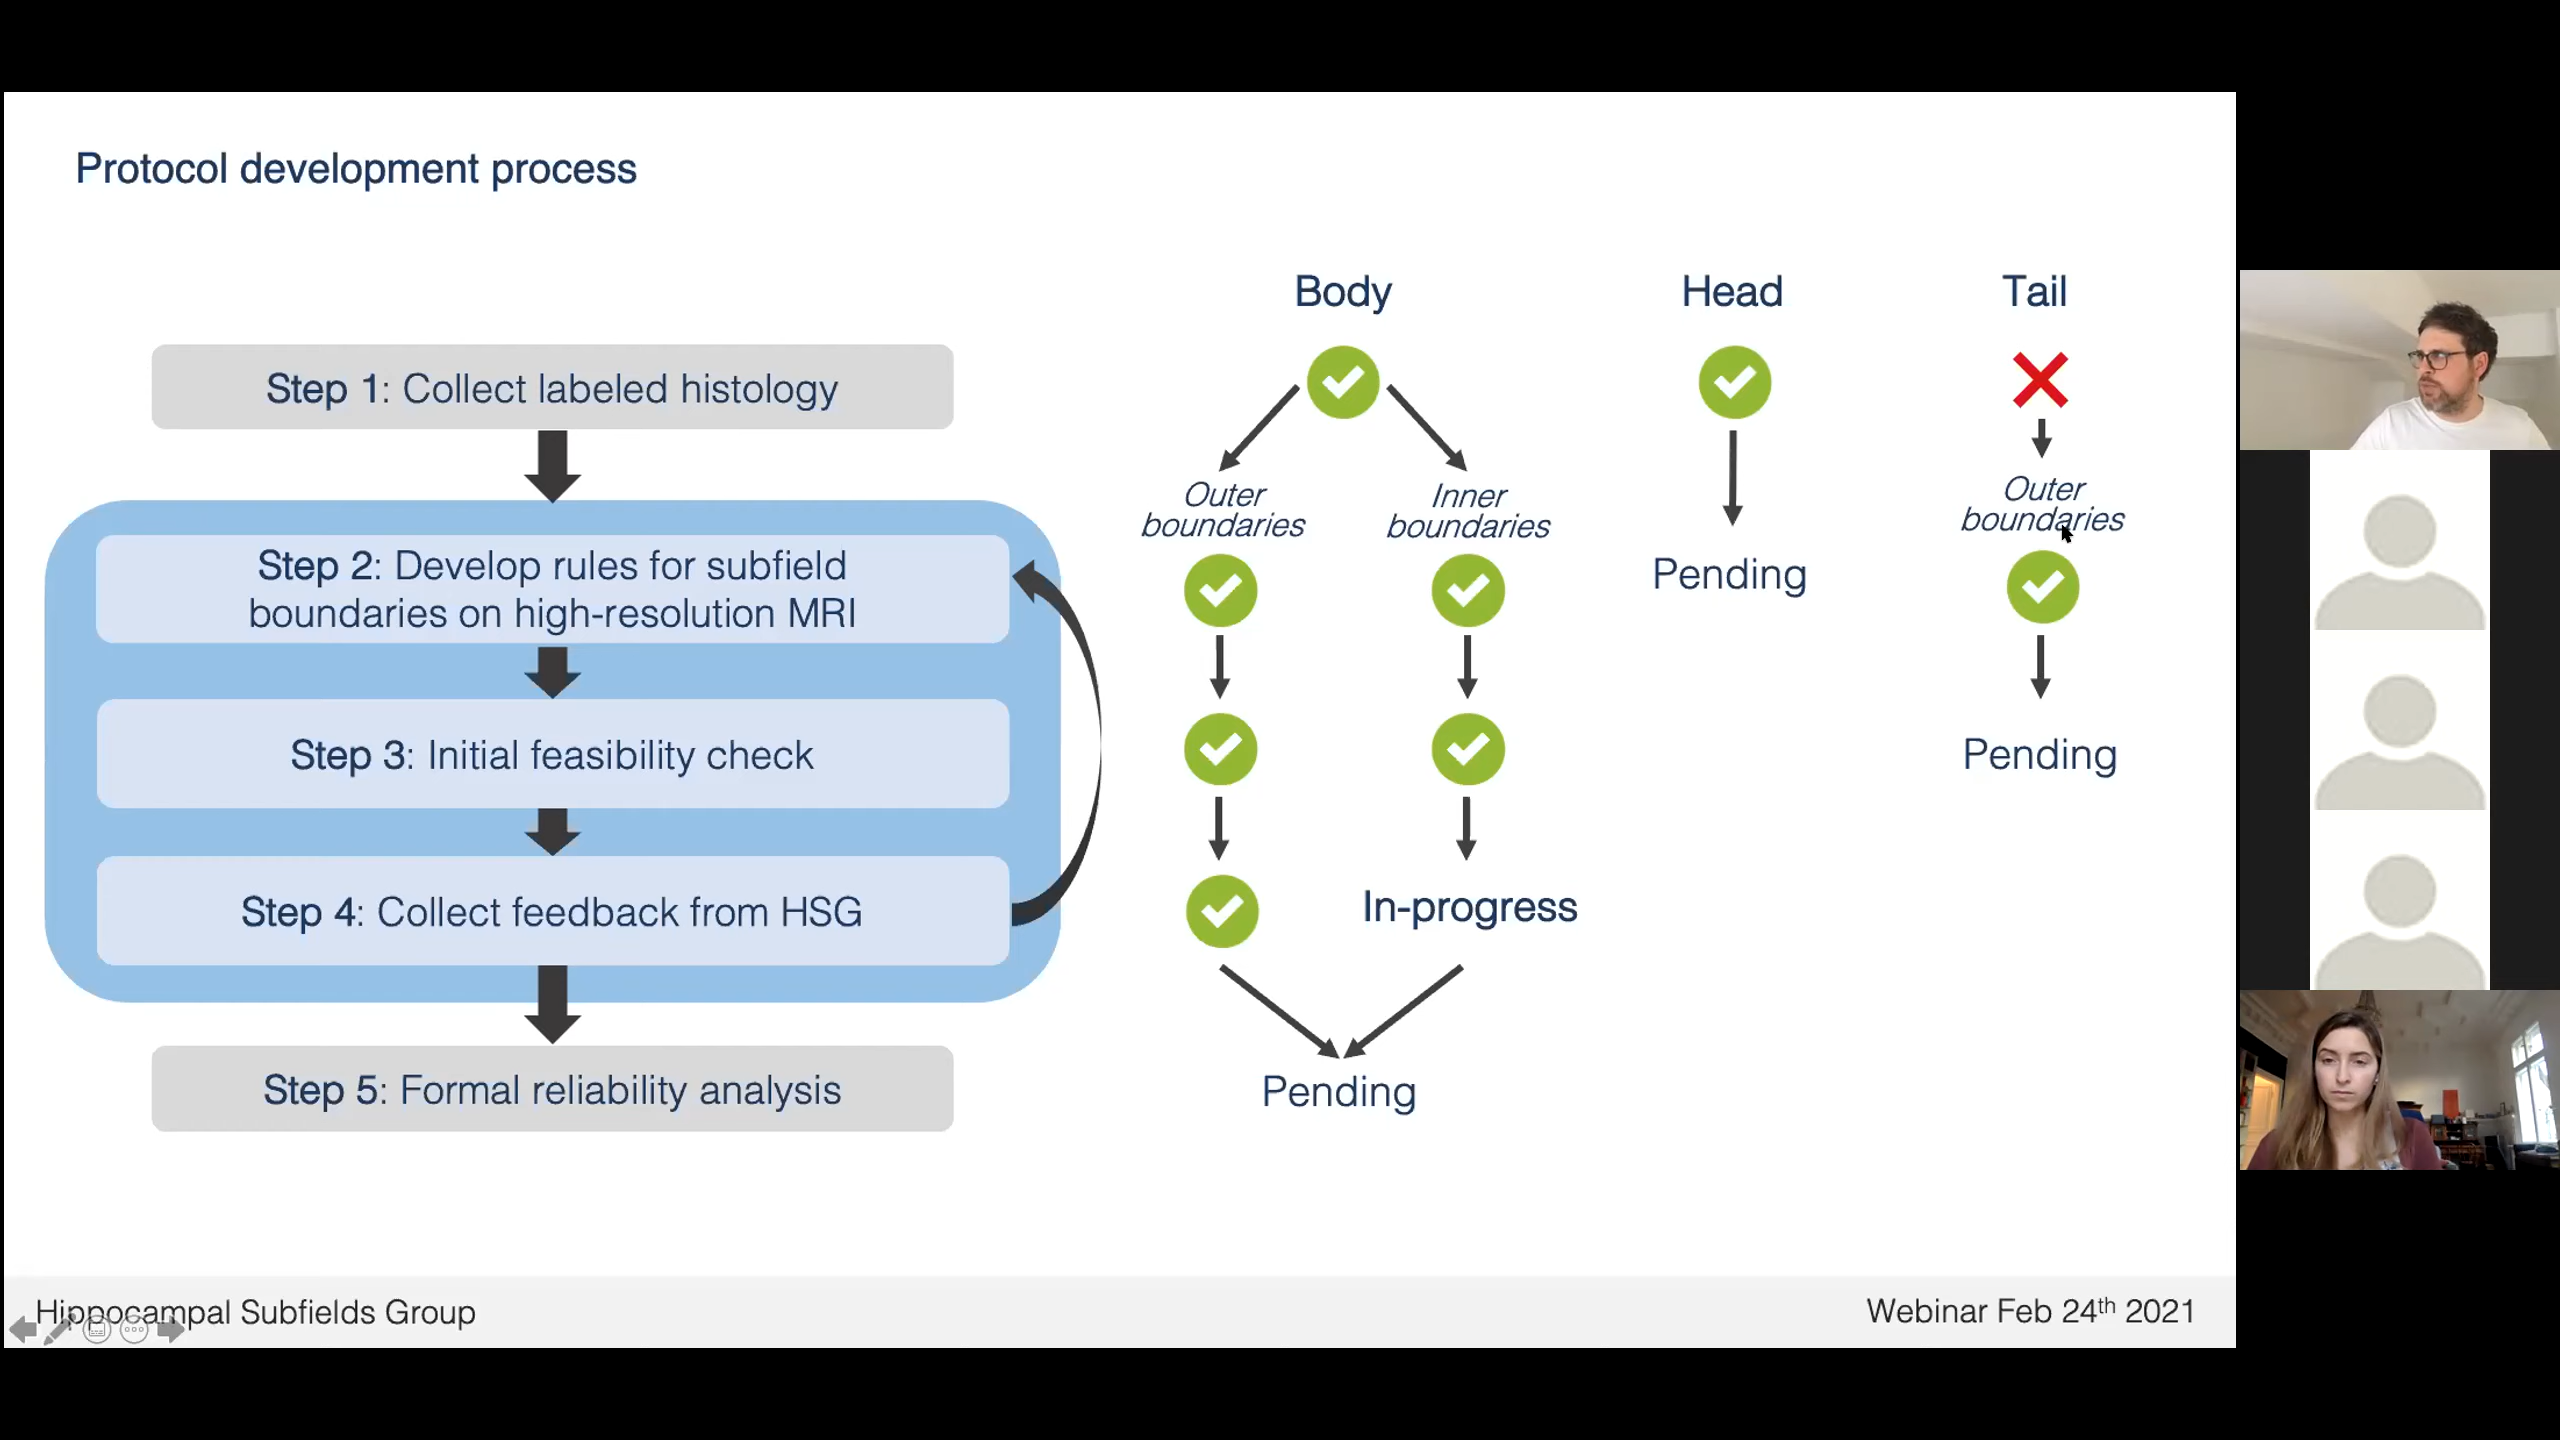 Protocol development process
Step 1: Collect labeled histology
Step 2: Develop rules for subfield
boundaries on high-resolution MRI
Step 3: Initial feasibility check
Step 4: Collect feedback from HSG
Step 5: Formal reliability analysis
Body
Outer
boundaries
Inner
boundaries
In-progress
Pending
Head
Pending
Tail
Outer
boundaries
Pending
Hippocampal Subfields Group
Webinar Feb 24th 2021